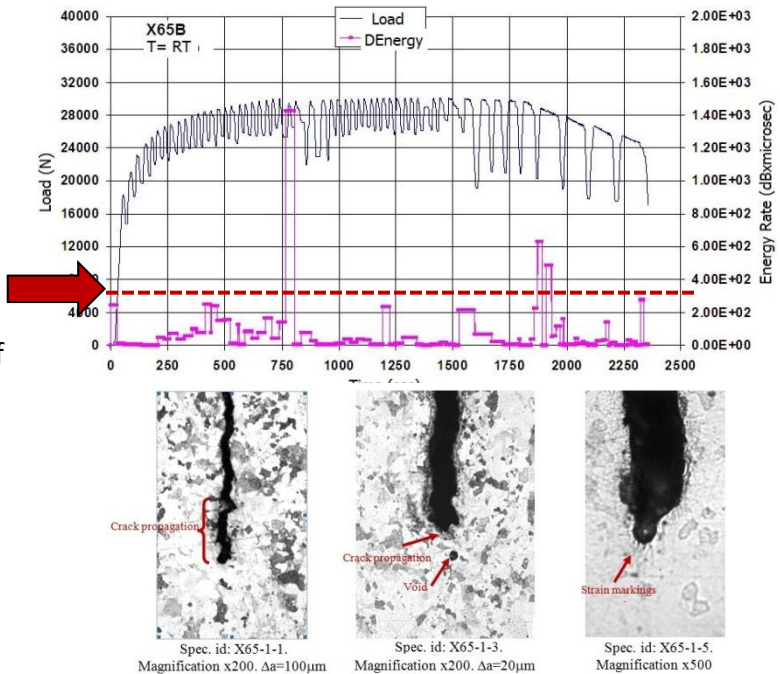 X65B
T= RT
Load
DEnergy
40000
36000
32000
28000
24000
20000
16000
12000
0
Load (N)
2.00E+03
1.80E+03
1.60E+03
1.40E+03
1.20E+03
1.00E+03
8.00E+02
6.00E+02
4.00E+02
2.00E+02
0.00E+00
Energy Rate (dBxmicrosec)
0 250 500 750 1000 1250 1500 1750 2000 2250 2500
f
Crack propagation
Spec. id: X65-1-1.
Magnification x200. Δa=100μm
Crack propagation
Void
Spec. id: X65-1-3.
Magnification x200. Δa=20μm
Strain markings
Spec. id: X65-1-5.
Magnification x500